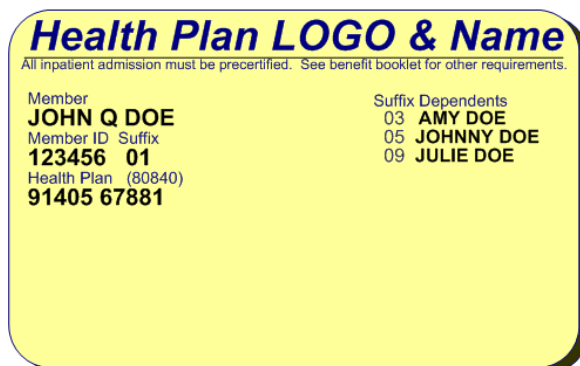 Health Plan LOGO & Name
All inpatient admission must be precertified. See benefit booklet for other requirements.
Member
JOHN Q DOE
Member ID Suffix
123456 01
Health Plan (80840)
91405 67881
Suffix Dependents
03 AMY DOE
05 JOHNNY DOE
09 JULIE DOE